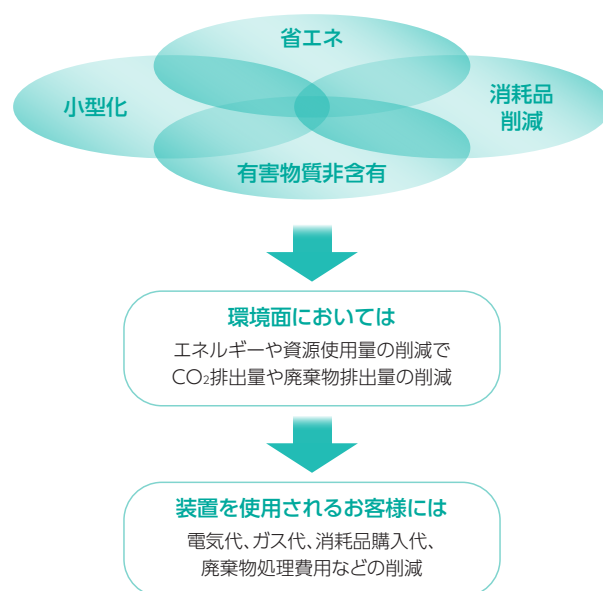 省エネ
小型化
消耗品
削減
有害物質非含有
環境面においては
エネルギーや資源使用量の削減で
CO₂排出量や廃棄物排出量の削減
装置を使用されるお客様には
電気代、ガス代、消耗品購入代、
廃棄物処理費用などの削減